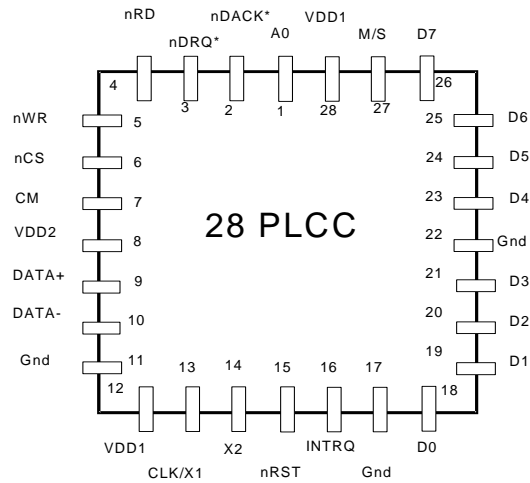 nDACK* VDD1
nRD A0 M/S D7
nDRQ*
4 3 2 1 28 27 26
nWR 5 25 D6
nCS 6 24 D5
CM 7 23 D4
VDD2 8 28 PLCC 22 Gnd
DATA+ 9 21 D3
DATA- 10 20 D2
Gnd 11 19 D1
12 13 14 15 16 17 18
VDD1 X2 INTRQ D0
CLK/X1 nRST Gnd